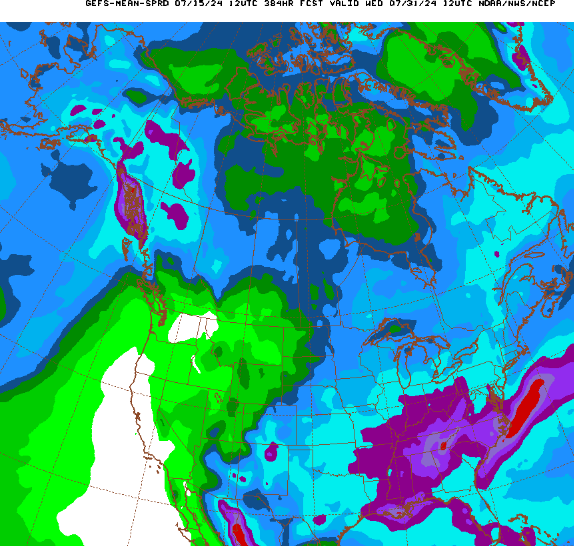 GEFS-MEAN-SPRD 07/15/24 12UTC 384HR FCST VALID WED 07/31/24 12UTC NOAA/NWS/NCEP